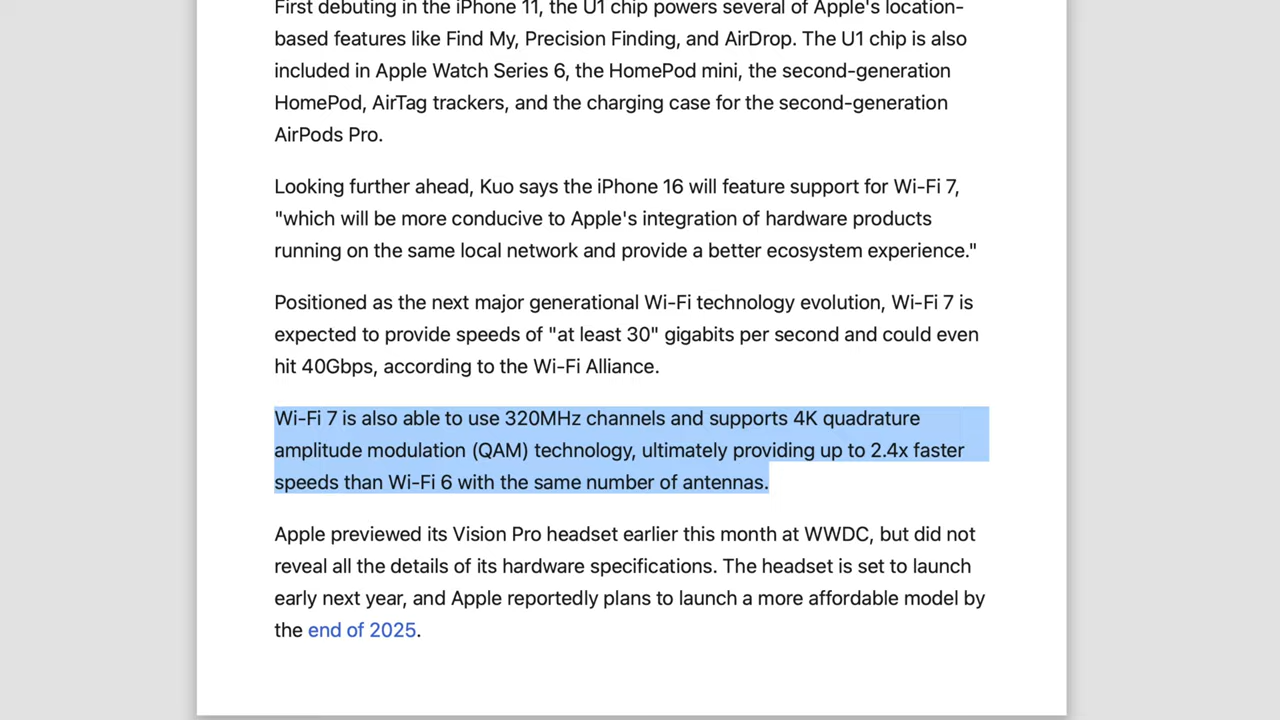 First debuting in the iPhone 11, the U1 chip powers several of Apple's location-
based features like Find My, Precision Finding, and AirDrop. The U1 chip is also
included in Apple Watch Series 6, the HomePod mini, the second-generation
HomePod, AirTag trackers, and the charging case for the second-generation
AirPods Pro.
Looking further ahead, Kuo says the iPhone 16 will feature support for Wi-Fi 7,
"which will be more conducive to Apple's integration of hardware products
running on the same local network and provide a better ecosystem experience."
Positioned as the next major generational Wi-Fi technology evolution, Wi-Fi 7 is
expected to provide speeds of "at least 30" gigabits per second and could even
hit 40Gbps, according to the Wi-Fi Alliance.
Wi-Fi 7 is also able to use 320MHz channels and supports 4K quadrature
amplitude modulation (QAM) technology, ultimately providing up to 2.4x faster
speeds than Wi-Fi 6 with the same number of antennas.
Apple previewed its Vision Pro headset earlier this month at WWDC, but did not
reveal all the details of its hardware specifications. The headset is set to launch
early next year, and Apple reportedly plans to launch a more affordable model by
the end of 2025.